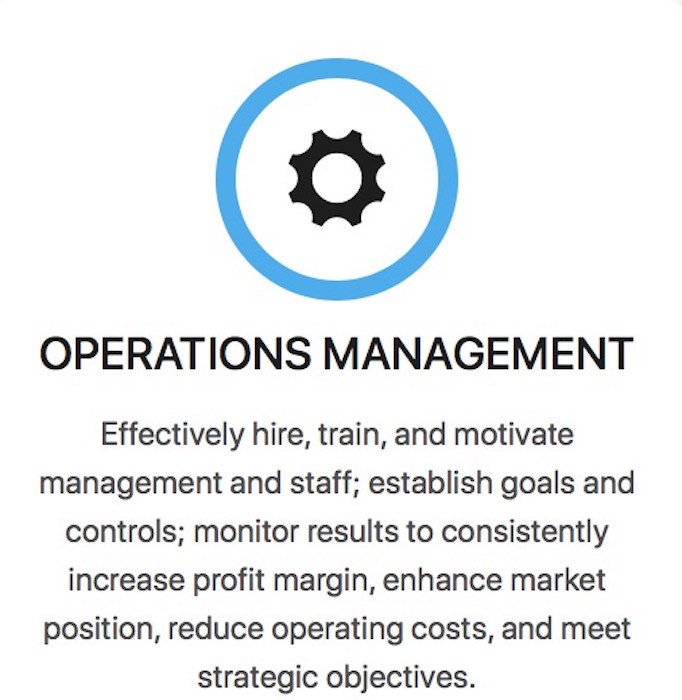 OPERATIONS MANAGEMENT
Effectively hire, train, and motivate
management and staff; establish goals and
controls; monitor results to consistently
increase profit margin, enhance market
position, reduce operating costs, and meet
strategic objectives.